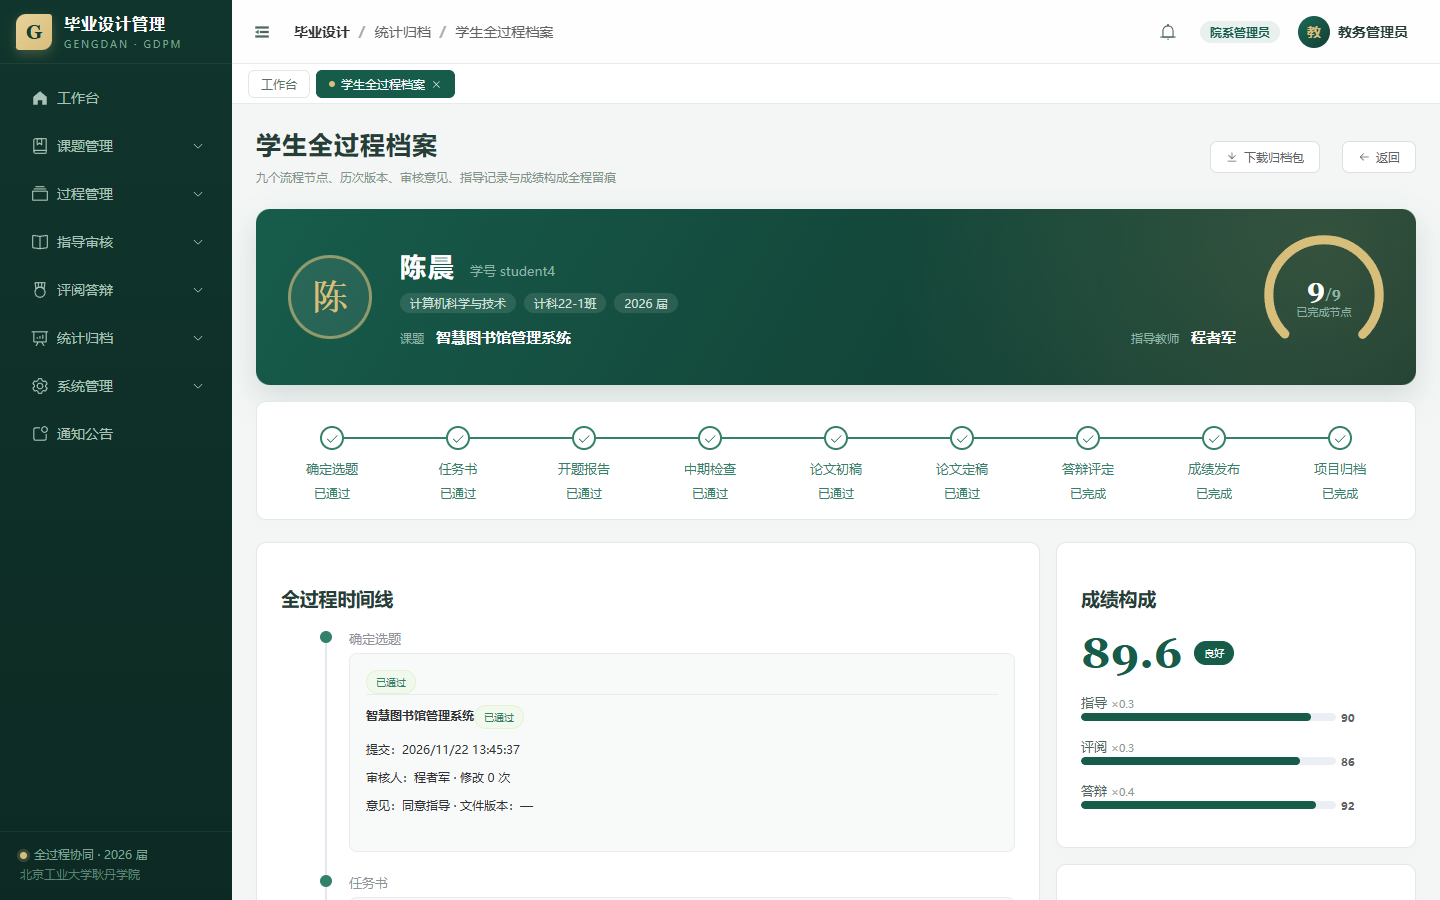 G
毕业设计管理
GENGDAN · GDPM
工作台
课题管理
过程管理
指导审核
评阅答辩
统计归档
系统管理
通知公告
全过程协同 · 2026 届
北京工业大学耿丹学院
毕业设计 / 统计归档 / 学生全过程档案
院系管理员
教
教务管理员
工作台
学生全过程档案
学生全过程档案
九个流程节点、历次版本、审核意见、指导记录与成绩构成全程留痕
下载归档包
返回
陈
陈晨 学号 student4
计算机科学与技术 计科22-1班 2026 届
课题 智慧图书馆管理系统
指导教师 程者军
9/9
已完成节点
确定选题 任务书 开题报告 中期检查 论文初稿 论文定稿 答辩评定 成绩发布 项目归档
已通过 已通过 已通过 已通过 已通过 已通过 已完成 已完成 已完成
全过程时间线
确定选题
已通过
智慧图书馆管理系统 已通过
提交：2026/11/22 13:45:37
审核人：程者军 · 修改 0 次
意见：同意指导 · 文件版本：—
任务书
成绩构成
89.6 良好
指导 ×0.3
90
评阅 ×0.3
86
答辩 ×0.4
92